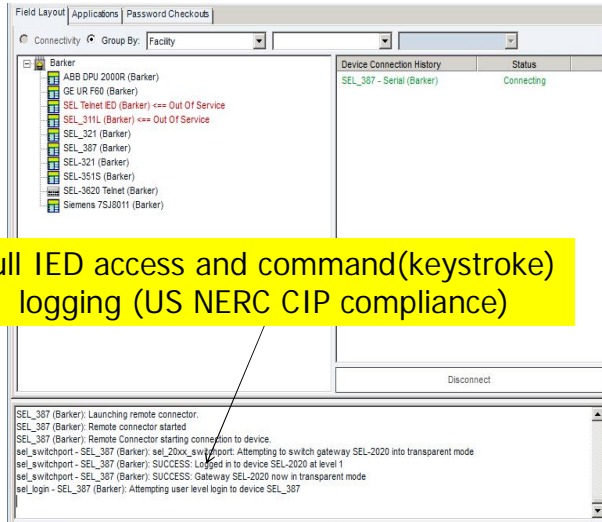 Field Layout Applications Password Checkouts
Connectivity Group By: Facility
Barker
ABB DPU 2000R (Barker)
GE UR F60 (Barker)
SEL Telnet IED (Barker) <== Out Of Service
SEL_311L (Barker) <== Out Of Service
SEL_321 (Barker)
SEL_387 (Barker)
SEL-321 (Barker)
SEL-351S (Barker)
SEL-3620 Telnet (Barker)
Siemens 7SJ8011 (Barker)
Device Connection History Status
SEL_387 - Serial (Barker) Connecting
ull IED access and command(keystroke)
logging (US NERC CIP compliance)
Disconnect
SEL_387 (Barker): Launching remote connector.
SEL_387 (Barker): Remote connector started
SEL_387 (Barker): Remote Connector starting connection to device.
sel_switchport - SEL_387 (Barker): sel_20xx_switchport: Attempting to switch gateway SEL-2020 into transparent mode
sel_switchport - SEL_387 (Barker): SUCCESS: Logged in to device SEL-2020 at level 1
sel_switchport - SEL_387 (Barker): SUCCESS: Gateway SEL-2020 now in transparent mode
sel_login - SEL_387 (Barker): Attempting user level login to device SEL_387